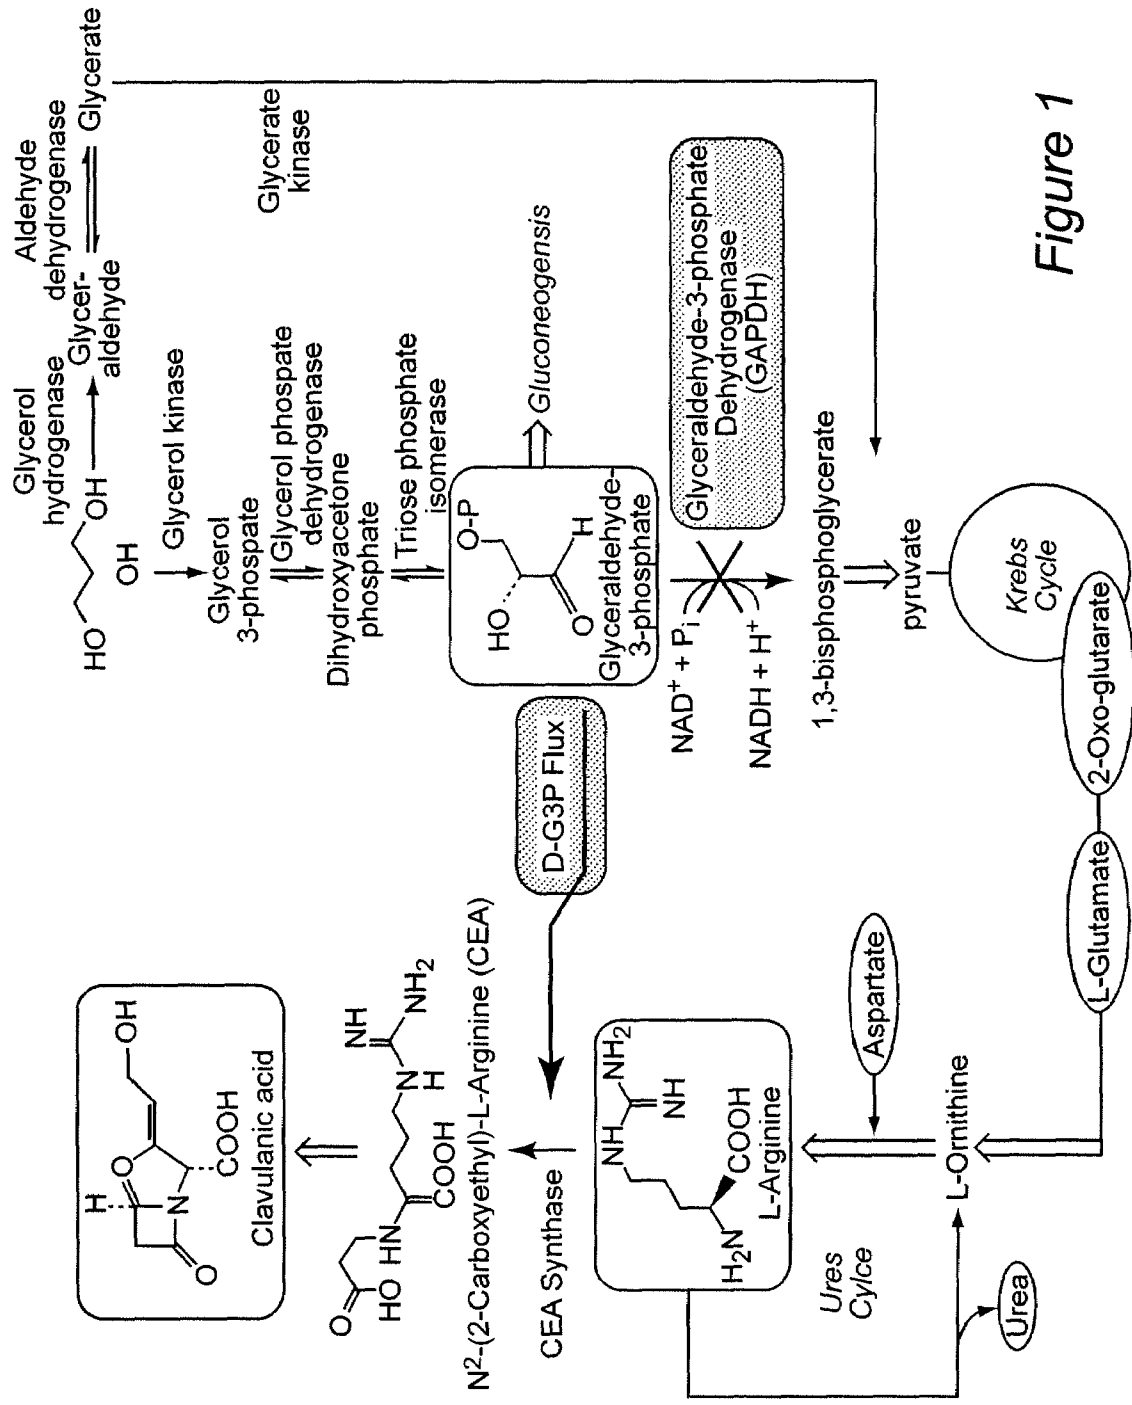 Glycerol
hydrogenase
Aldehyde
dehydrogenase
HO
OH
OH
Glycer-
aldehyde
Glycerate
Glycerol kinase
Glycerate
kinase
Glycerol
3-phospate
Glycerol phospate
dehydrogenase
Dihydroxyacetone
phosphate
Triose phosphate
isomerase
O-P
HO
O
H
Glyceraldehyde-
3-phosphate
Gluconeogensis
NAD⁺ + Pi
NADH + H⁺
Glyceraldehyde-3-phosphate
Dehydrogenase
(GAPDH)
1,3-bisphosphoglycerate
pyruvate
Krebs
Cycle
2-Oxo-glutarate
L-Glutamate
D-G3P Flux
H
O
OH
N
O
COOH
Clavulanic acid
O
HO
HN
COOH
N
H
NH
NH2
N²-(2-Carboxyethyl)-L-Arginine (CEA)
CEA Synthase
NH
NH2
NH
H2N
COOH
L-Arginine
Aspartate
Ures
Cylce
L-Ornithine
Urea
Figure 1